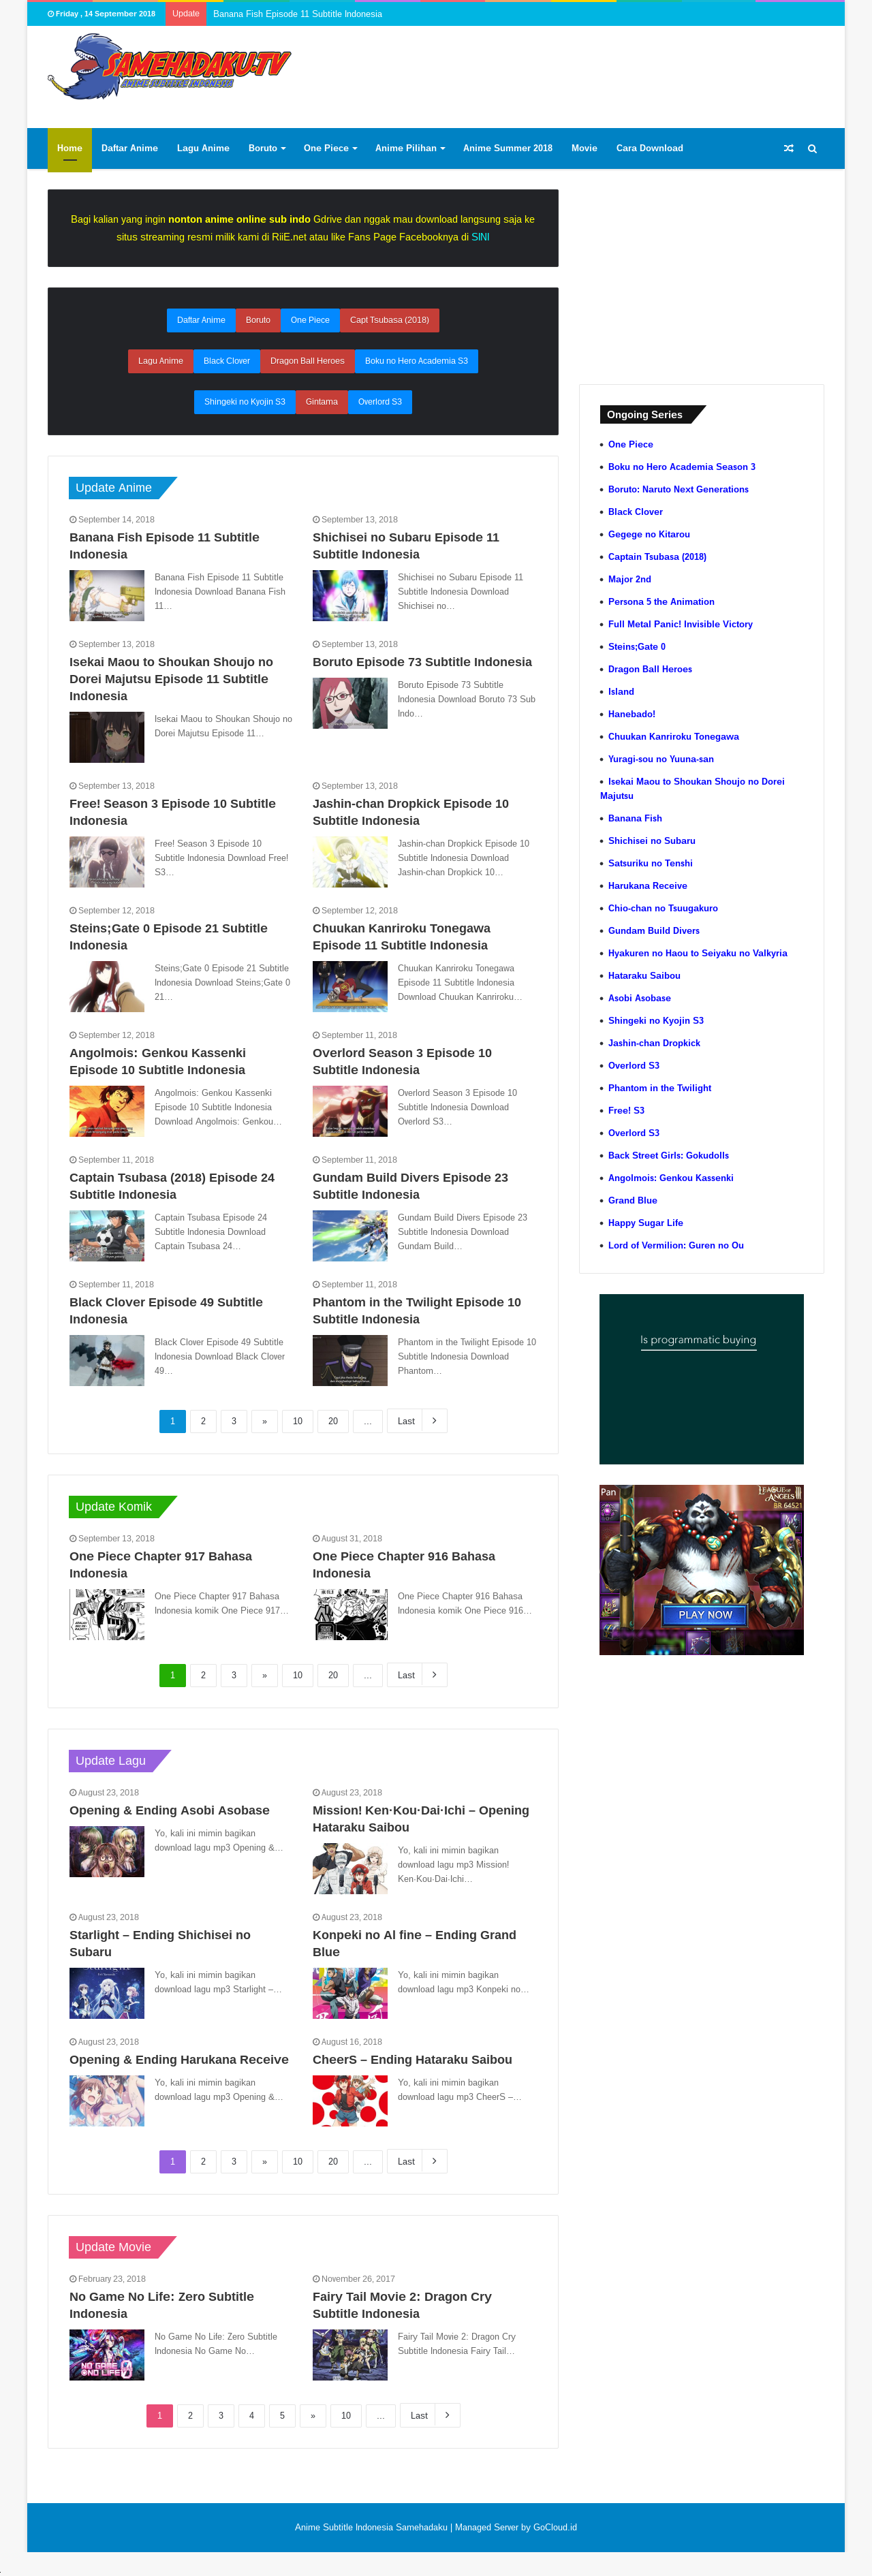 Friday , 14 September 2018
Update
Banana Fish Episode 11 Subtitle Indonesia
SAMEHADAKU.TV
ANIME SUBTITLE INDONESIA
Home
Daftar Anime
Lagu Anime
Boruto
One Piece
Anime Pilihan
Anime Summer 2018
Movie
Cara Download
Bagi kalian yang ingin nonton anime online sub indo Gdrive dan nggak mau download langsung saja ke
situs streaming resmi milik kami di RiiE.net atau like Fans Page Facebooknya di SINI
Daftar Anime
Boruto
One Piece
Capt Tsubasa (2018)
Lagu Anime
Black Clover
Dragon Ball Heroes
Boku no Hero Academia S3
Shingeki no Kyojin S3
Gintama
Overlord S3
Update Anime
September 14, 2018
Banana Fish Episode 11 Subtitle
Indonesia
Banana Fish Episode 11 Subtitle
Indonesia Download Banana Fish
11…
September 13, 2018
Shichisei no Subaru Episode 11
Subtitle Indonesia
Shichisei no Subaru Episode 11
Subtitle Indonesia Download
Shichisei no…
September 13, 2018
Isekai Maou to Shoukan Shoujo no
Dorei Majutsu Episode 11 Subtitle
Indonesia
Isekai Maou to Shoukan Shoujo no
Dorei Majutsu Episode 11…
September 13, 2018
Boruto Episode 73 Subtitle Indonesia
Boruto Episode 73 Subtitle
Indonesia Download Boruto 73 Sub
Indo…
September 13, 2018
Free! Season 3 Episode 10 Subtitle
Indonesia
Free! Season 3 Episode 10
Subtitle Indonesia Download Free!
S3…
September 13, 2018
Jashin-chan Dropkick Episode 10
Subtitle Indonesia
Jashin-chan Dropkick Episode 10
Subtitle Indonesia Download
Jashin-chan Dropkick 10…
September 12, 2018
Steins;Gate 0 Episode 21 Subtitle
Indonesia
Steins;Gate 0 Episode 21 Subtitle
Indonesia Download Steins;Gate 0
21…
September 12, 2018
Chuukan Kanriroku Tonegawa
Episode 11 Subtitle Indonesia
Chuukan Kanriroku Tonegawa
Episode 11 Subtitle Indonesia
Download Chuukan Kanriroku…
September 12, 2018
Angolmois: Genkou Kassenki
Episode 10 Subtitle Indonesia
Angolmois: Genkou Kassenki
Episode 10 Subtitle Indonesia
Download Angolmois: Genkou…
September 11, 2018
Overlord Season 3 Episode 10
Subtitle Indonesia
Overlord Season 3 Episode 10
Subtitle Indonesia Download
Overlord S3…
September 11, 2018
Captain Tsubasa (2018) Episode 24
Subtitle Indonesia
Captain Tsubasa Episode 24
Subtitle Indonesia Download
Captain Tsubasa 24…
September 11, 2018
Gundam Build Divers Episode 23
Subtitle Indonesia
Gundam Build Divers Episode 23
Subtitle Indonesia Download
Gundam Build…
September 11, 2018
Black Clover Episode 49 Subtitle
Indonesia
Black Clover Episode 49 Subtitle
Indonesia Download Black Clover
49…
September 11, 2018
Phantom in the Twilight Episode 10
Subtitle Indonesia
Phantom in the Twilight Episode 10
Subtitle Indonesia Download
Phantom…
1 2 3 » 10 20 ... Last
Update Komik
September 13, 2018
One Piece Chapter 917 Bahasa
Indonesia
One Piece Chapter 917 Bahasa
Indonesia komik One Piece 917…
August 31, 2018
One Piece Chapter 916 Bahasa
Indonesia
One Piece Chapter 916 Bahasa
Indonesia komik One Piece 916…
1 2 3 » 10 20 ... Last
Update Lagu
August 23, 2018
Opening & Ending Asobi Asobase
Yo, kali ini mimin bagikan
download lagu mp3 Opening &…
August 23, 2018
Mission! Ken·Kou·Dai·Ichi – Opening
Hataraku Saibou
Yo, kali ini mimin bagikan
download lagu mp3 Mission!
Ken·Kou·Dai·Ichi…
August 23, 2018
Starlight – Ending Shichisei no
Subaru
Yo, kali ini mimin bagikan
download lagu mp3 Starlight –…
August 23, 2018
Konpeki no Al fine – Ending Grand
Blue
Yo, kali ini mimin bagikan
download lagu mp3 Konpeki no…
August 23, 2018
Opening & Ending Harukana Receive
Yo, kali ini mimin bagikan
download lagu mp3 Opening &…
August 16, 2018
CheerS – Ending Hataraku Saibou
Yo, kali ini mimin bagikan
download lagu mp3 CheerS –…
1 2 3 » 10 20 ... Last
Update Movie
February 23, 2018
No Game No Life: Zero Subtitle
Indonesia
No Game No Life: Zero Subtitle
Indonesia No Game No…
NO GAME
NO LIFE
November 26, 2017
Fairy Tail Movie 2: Dragon Cry
Subtitle Indonesia
Fairy Tail Movie 2: Dragon Cry
Subtitle Indonesia Fairy Tail…
1 2 3 4 5 » 10 ... Last
Ongoing Series
One Piece
Boku no Hero Academia Season 3
Boruto: Naruto Next Generations
Black Clover
Gegege no Kitarou
Captain Tsubasa (2018)
Major 2nd
Persona 5 the Animation
Full Metal Panic! Invisible Victory
Steins;Gate 0
Dragon Ball Heroes
Island
Hanebado!
Chuukan Kanriroku Tonegawa
Yuragi-sou no Yuuna-san
Isekai Maou to Shoukan Shoujo no Dorei
Majutsu
Banana Fish
Shichisei no Subaru
Satsuriku no Tenshi
Harukana Receive
Chio-chan no Tsuugakuro
Gundam Build Divers
Hyakuren no Haou to Seiyaku no Valkyria
Hataraku Saibou
Asobi Asobase
Shingeki no Kyojin S3
Jashin-chan Dropkick
Overlord S3
Phantom in the Twilight
Free! S3
Overlord S3
Back Street Girls: Gokudolls
Angolmois: Genkou Kassenki
Grand Blue
Happy Sugar Life
Lord of Vermilion: Guren no Ou
Is programmatic buying
Pan
LEAGUE OF ANGELS III
BR 64521
PLAY NOW
Anime Subtitle Indonesia Samehadaku | Managed Server by GoCloud.id